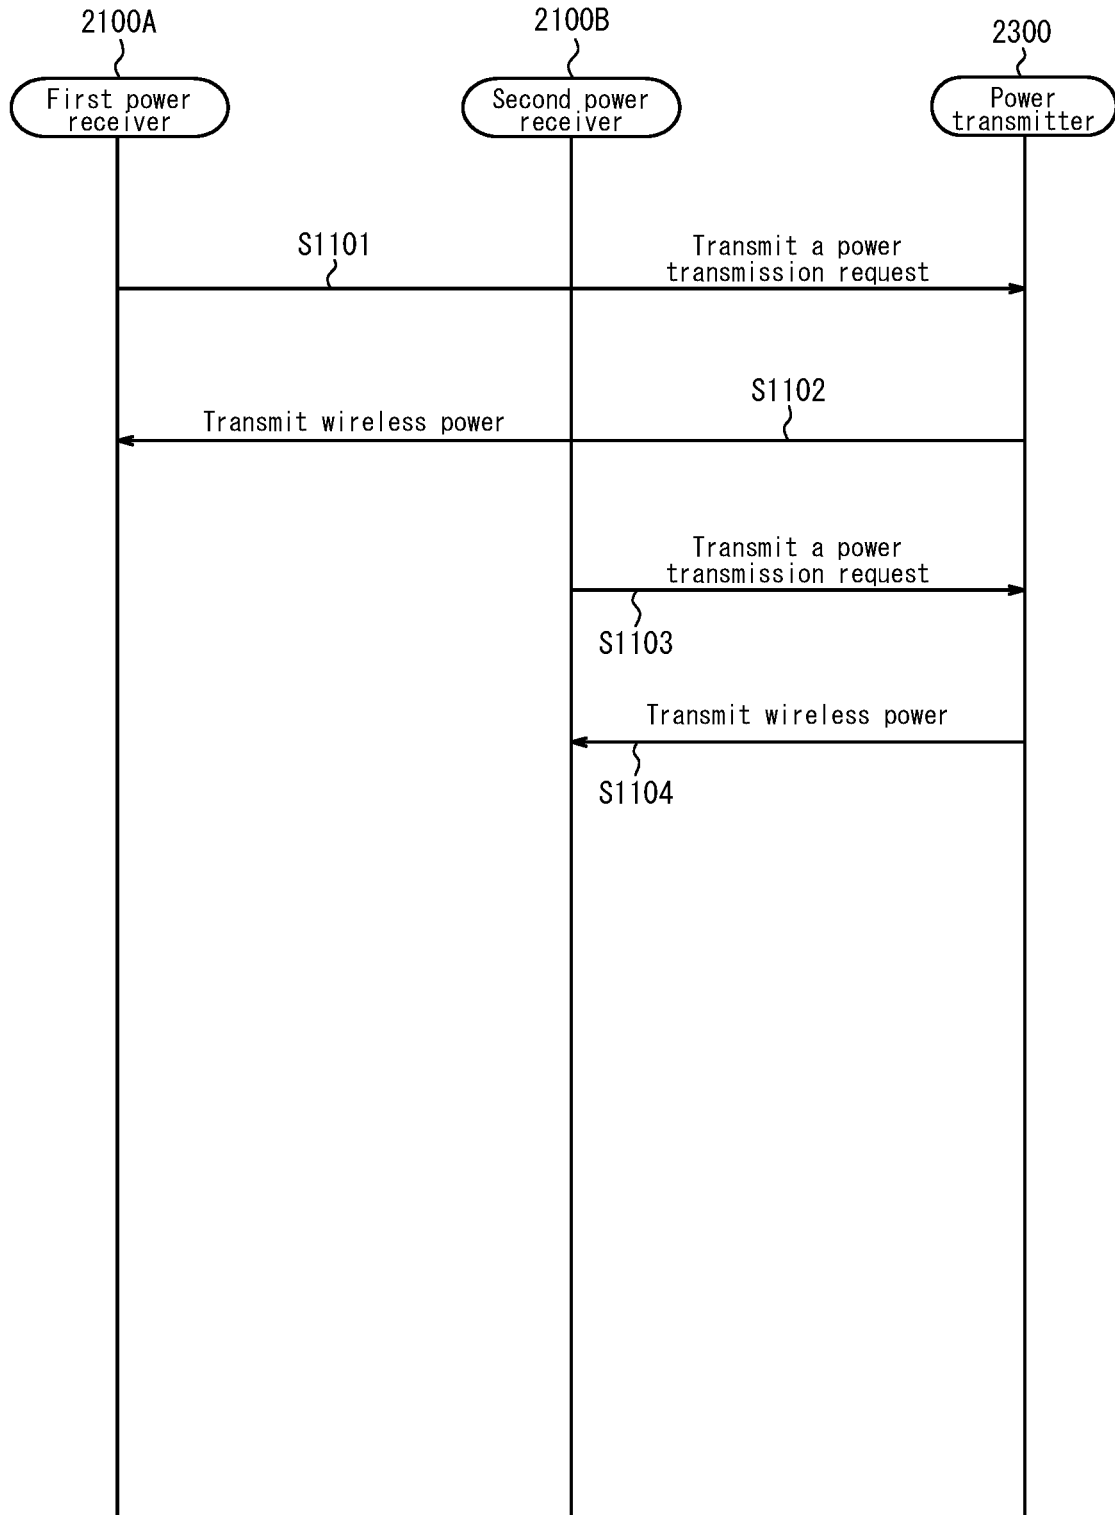 2100A
2100B
2300
First power
receiver
Second power
receiver
Power
transmitter
S1101
Transmit a power
transmission request
S1102
Transmit wireless power
Transmit a power
transmission request
S1103
Transmit wireless power
S1104